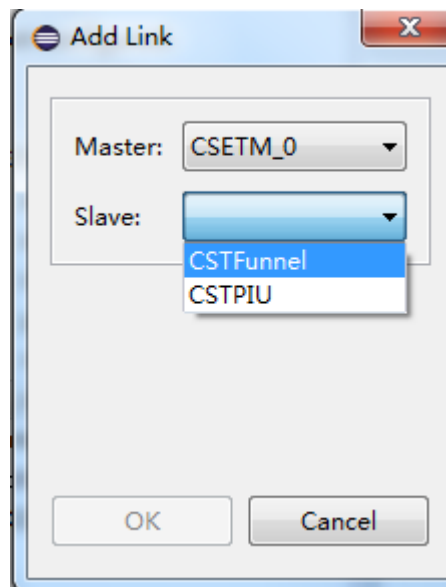 Add Link
Master: CSETM_0
Slave:
CSTFunnel
CSTPIU
OK Cancel